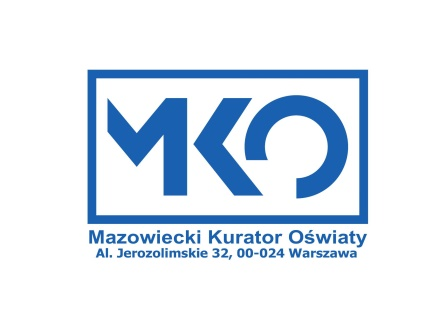 MKO
Mazowiecki Kurator Oświaty
Al. Jerozolimskie 32, 00-024 Warszawa